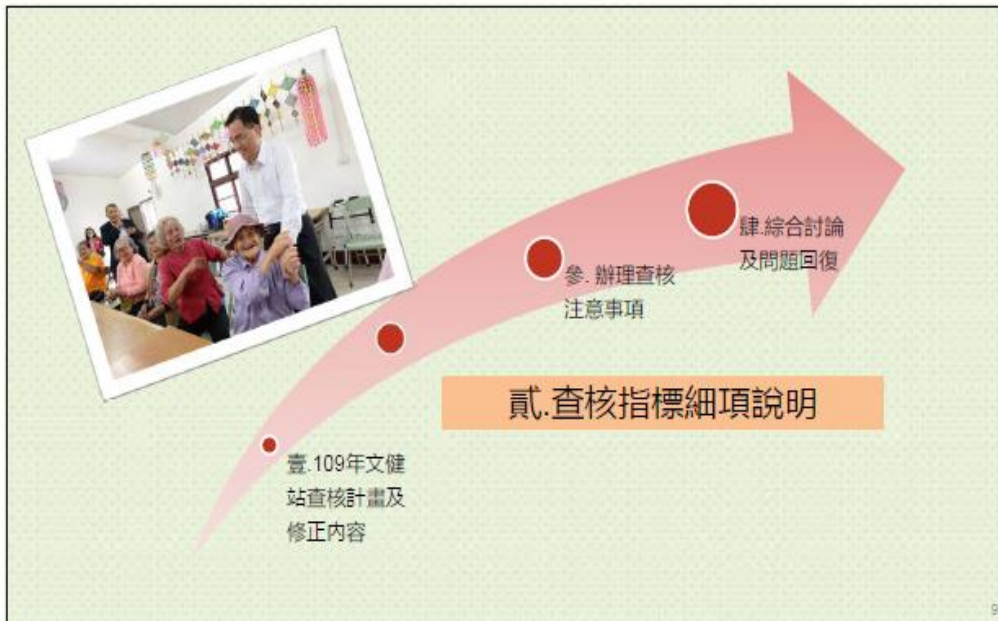 壹.109年文健
站查核計畫及
修正內容
貳.查核指標細項說明
參. 辦理查核
注意事項
肆.綜合討論
及問題回復
9